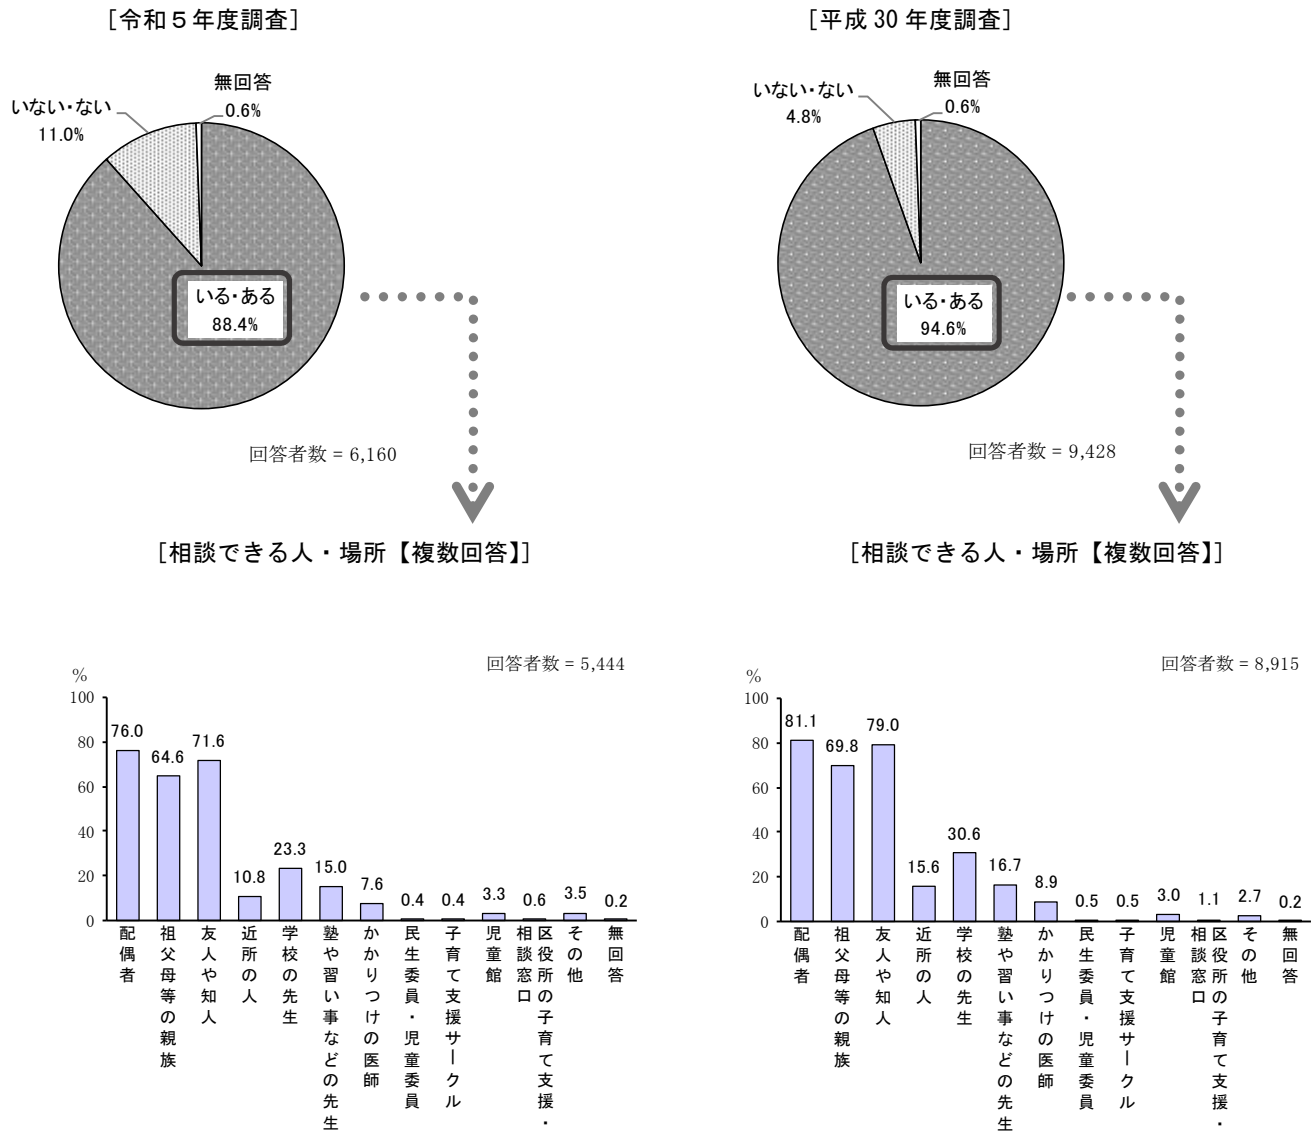 [令和５年度調査]
無回答
0.6%
いない・ない
11.0%
いる・ある
88.4%
回答者数 = 6,160
[相談できる人・場所【複数回答】]
回答者数 = 5,444
%
100
80
60
40
20
0
76.0
64.6
71.6
10.8
23.3
15.0
7.6
0.4
0.4
3.3
0.6
3.5
0.2
配偶者
祖父母等の親族
友人や知人
近所の人
学校の先生
塾や習い事などの先生
かかりつけの医師
民生委員・児童委員
子育て支援サークル
児童館
区役所の子育て支援・
相談窓口
その他
無回答
[平成 30 年度調査]
無回答
0.6%
いない・ない
4.8%
いる・ある
94.6%
回答者数 = 9,428
[相談できる人・場所【複数回答】]
回答者数 = 8,915
%
100
80
60
40
20
0
81.1
69.8
79.0
15.6
30.6
16.7
8.9
0.5
0.5
3.0
1.1
2.7
0.2
配偶者
祖父母等の親族
友人や知人
近所の人
学校の先生
塾や習い事などの先生
かかりつけの医師
民生委員・児童委員
子育て支援サークル
児童館
区役所の子育て支援・
相談窓口
その他
無回答